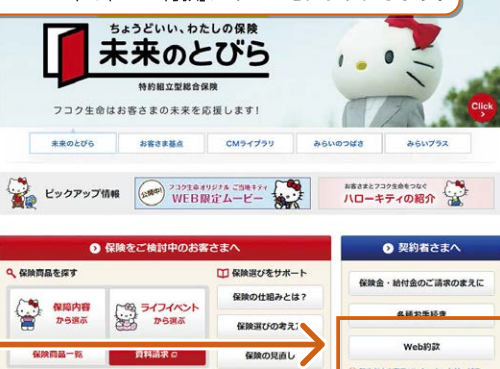 ちょうどいい、わたしの保険
未来のとびら
特約組立型総合保険
フコク生命はお客さまの未来を応援します!
Click
未来のとびら
お客さま基点
CMライブラリ
みらいのつばさ
みらいプラス
ピックアップ情報
公開中!
フコク生命オリジナル ご当地キティ
WEB限定ムービー
お客さまとフコク生命をつなぐ
ハローキティの紹介
保険をご検討中のお客さまへ
ご契約者さまへ
保険商品を探す
保険選びをサポート
保障内容
から選ぶ
ライフイベント
から選ぶ
保険の仕組みとは?
保険選びの考え
保険商品一覧
資料請求
保険の見直し
保険金・給付金のご請求のまえに
各種お手続き
Web約款